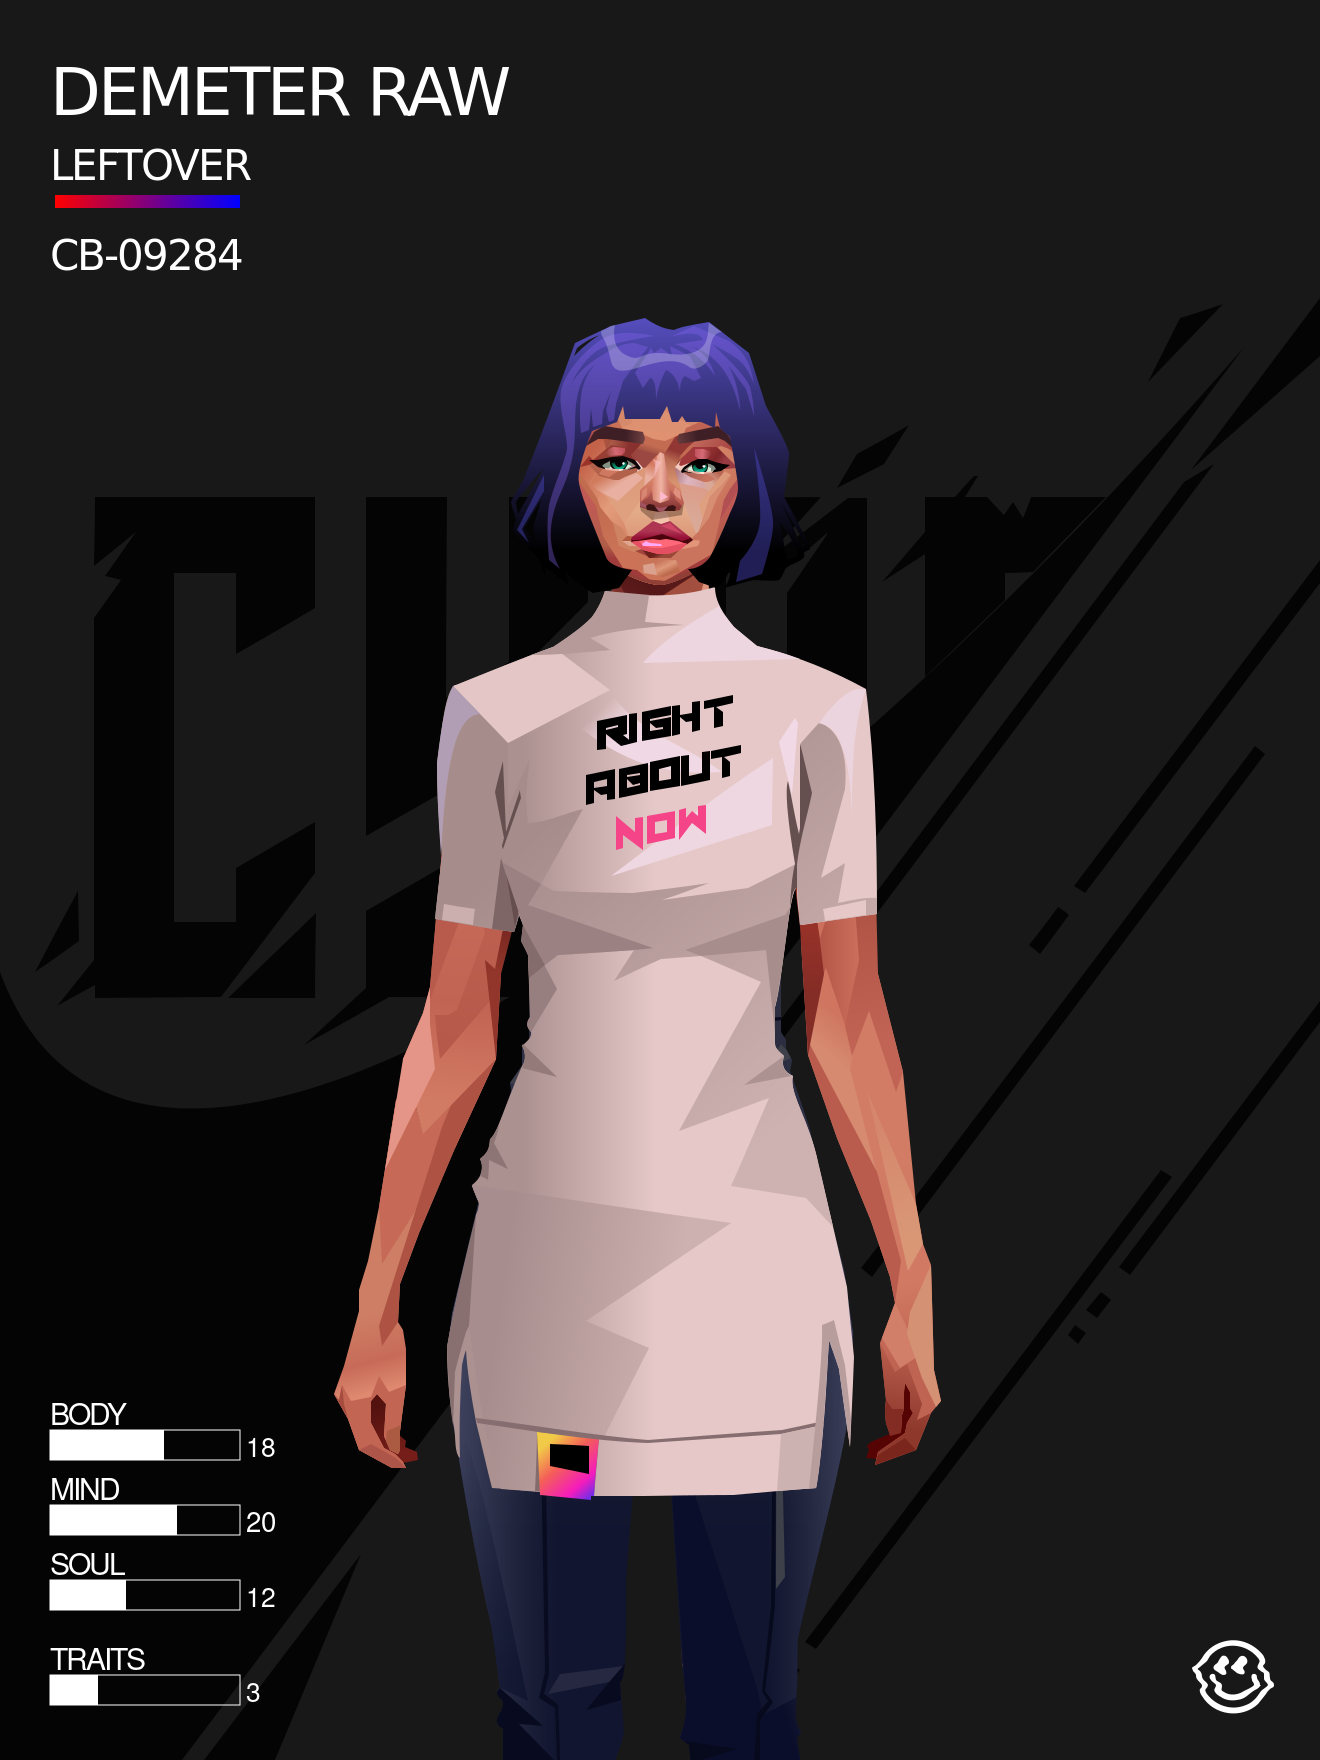 DEMETER RAW
LEFTOVER
CB-09284
RIGHT
ABOUT
NOW
BODY
18
MIND
20
SOUL
12
TRAITS
3